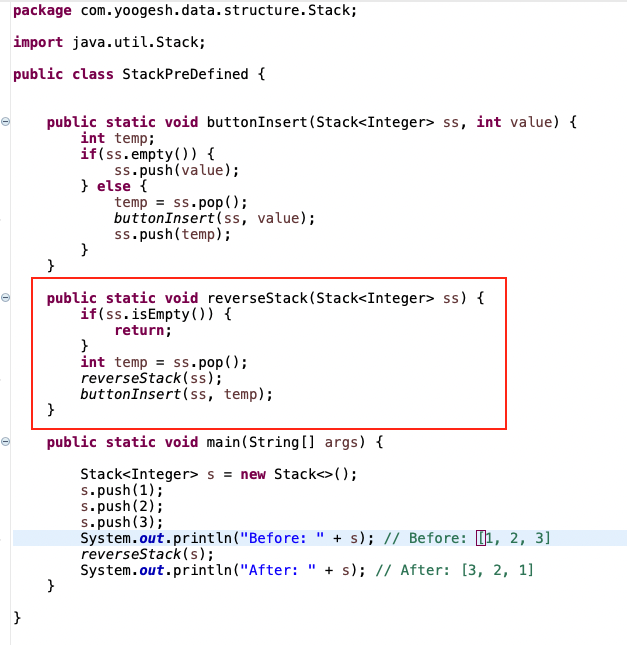 package com.yoogesh.data.structure.Stack;
import java.util.Stack;
public class StackPreDefined {
public static void buttonInsert(Stack<Integer> ss, int value) {
int temp;
if(ss.empty()) {
ss.push(value);
} else {
temp = ss.pop();
buttonInsert(ss, value);
ss.push(temp);
}
}
public static void reverseStack(Stack<Integer> ss) {
if(ss.isEmpty()) {
return;
}
int temp = ss.pop();
reverseStack(ss);
buttonInsert(ss, temp);
}
public static void main(String[] args) {
Stack<Integer> s = new Stack<>();
s.push(1);
s.push(2);
s.push(3);
System.out.println("Before: " + s); // Before: [1, 2, 3]
reverseStack(s);
System.out.println("After: " + s); // After: [3, 2, 1]
}
}